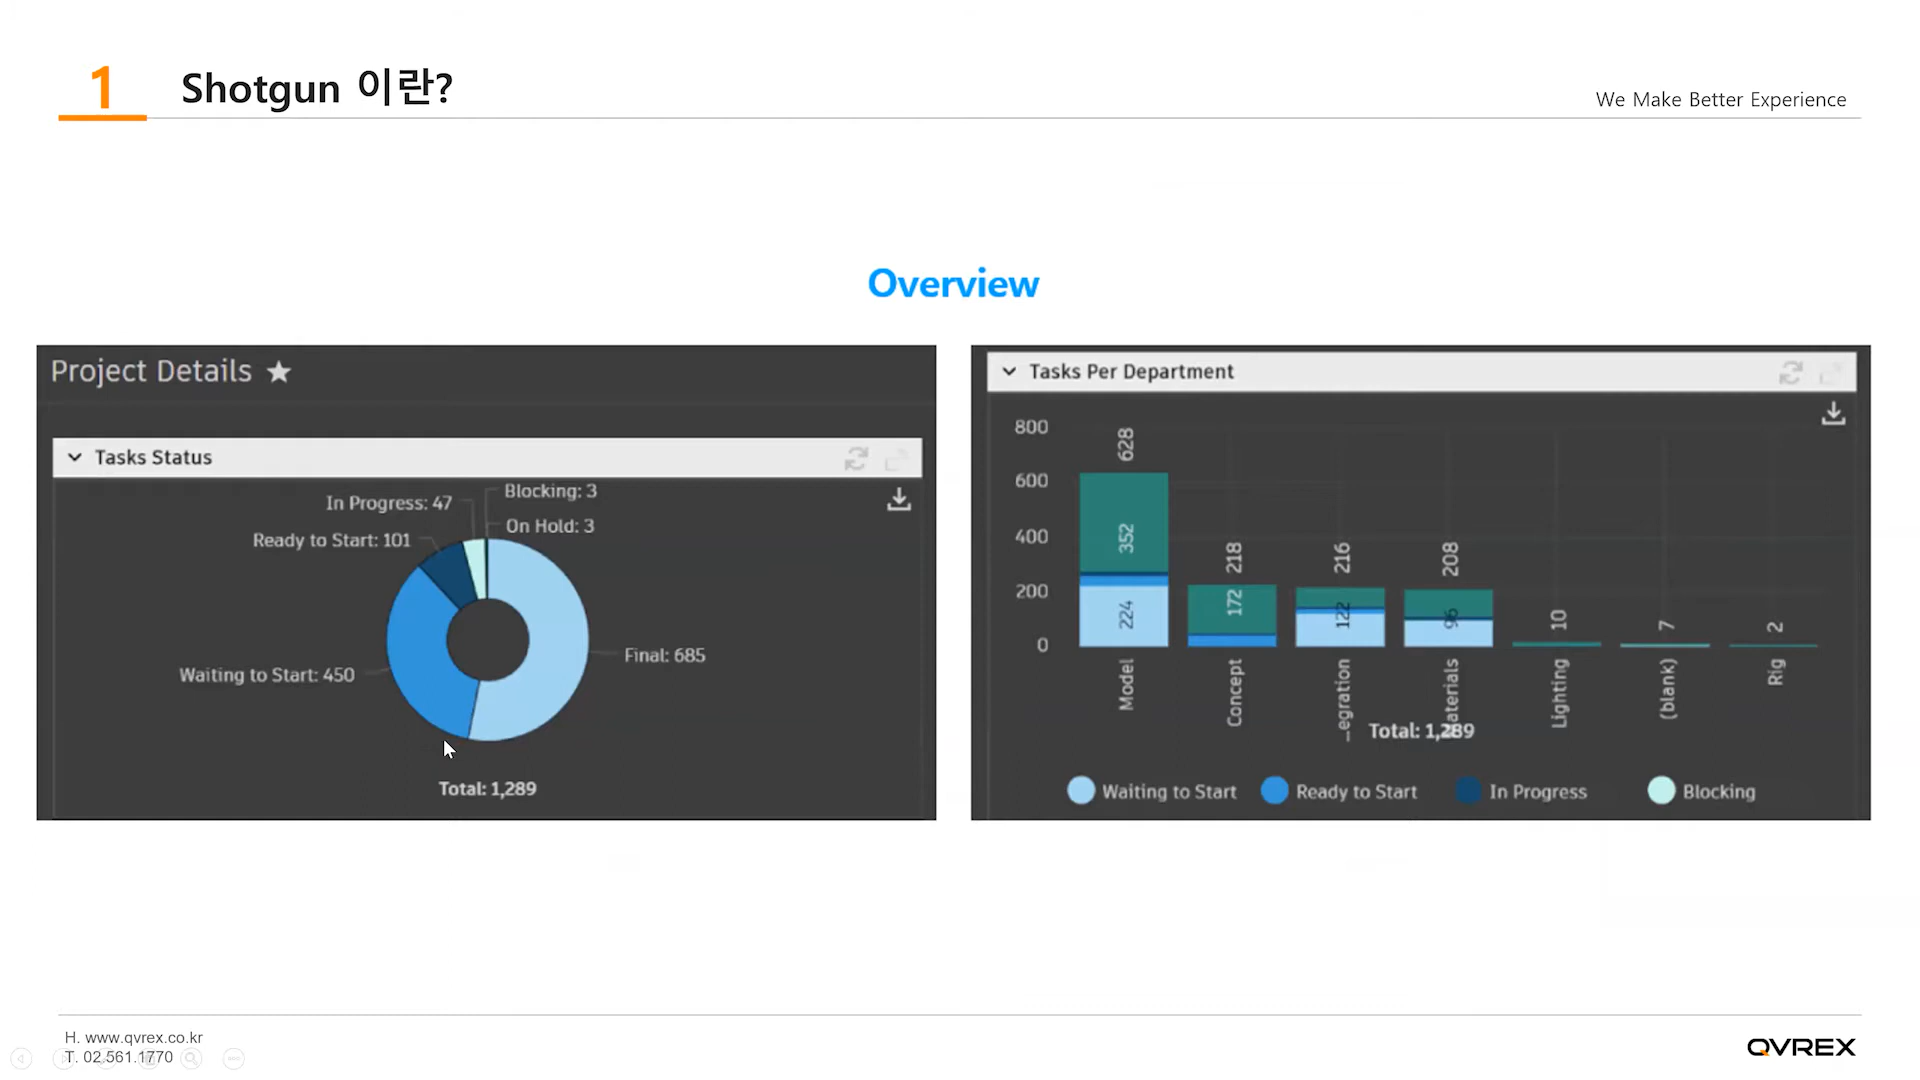 1
Shotgun 이란?
We Make Better Experience
Overview
Project Details
Tasks Status
In Progress: 47
Blocking: 3
On Hold: 3
Ready to Start: 101
Waiting to Start: 450
Final: 685
Total: 1,289
Tasks Per Department
800
600
400
200
0
628
352
224
218
172
216
122
208
96
10
7
2
Model
Concept
_egration
aterials
Lighting
(blank)
Rig
Total: 1,289
Waiting to Start
Ready to Start
In Progress
Blocking
H. www.qvrex.co.kr
T. 02.561.1770
QVREX